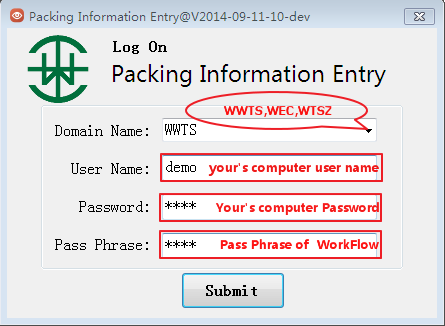 Packing Information Entry@V2014-09-11-10-dev
Log On
Packing Information Entry
WWTS,WEC,WTSZ
Domain Name: WWTS
User Name: demo your's computer user name
Password: **** Your's computer Password
Pass Phrase: **** Pass Phrase of WorkFlow
Submit